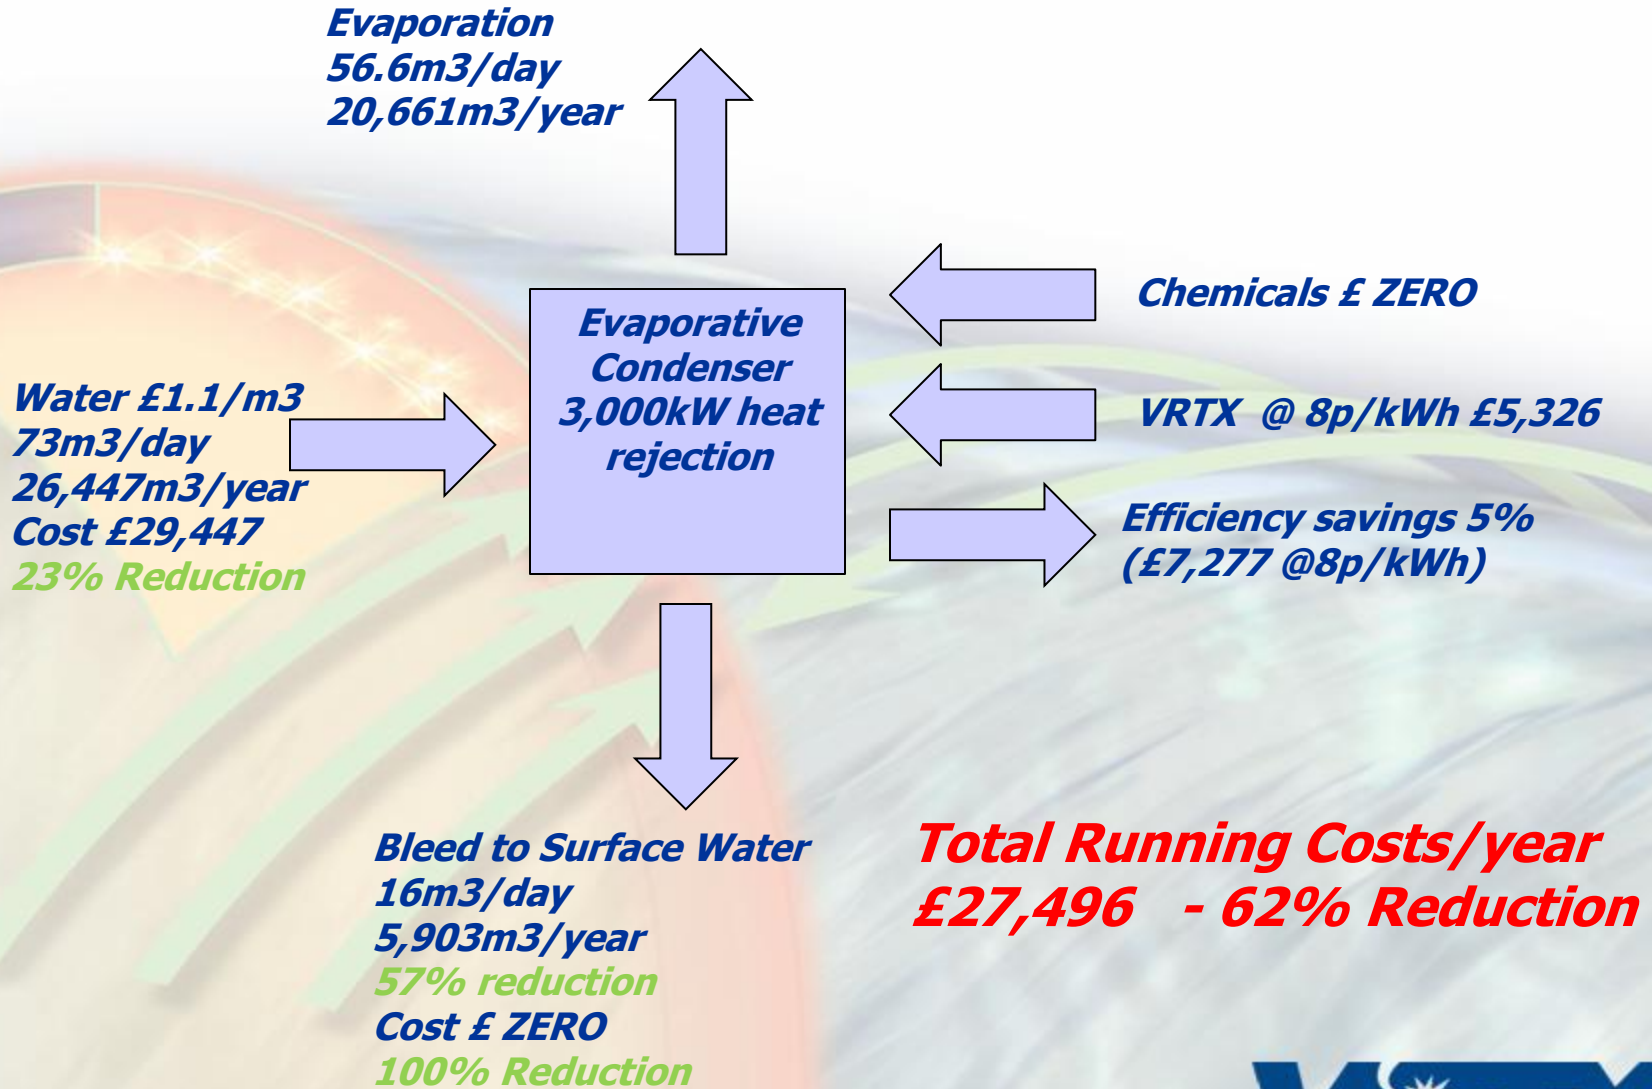 Evaporation
56.6m3/day
20,661m3/year
Evaporative
Condenser
3,000kW heat
rejection
Chemicals £ ZERO
VRTX @ 8p/kWh £5,326
Efficiency savings 5%
(£7,277 @8p/kWh)
Water £1.1/m3
73m3/day
26,447m3/year
Cost £29,447
23% Reduction
Bleed to Surface Water
16m3/day
5,903m3/year
57% reduction
Cost £ ZERO
100% Reduction
Total Running Costs/year
£27,496 - 62% Reduction